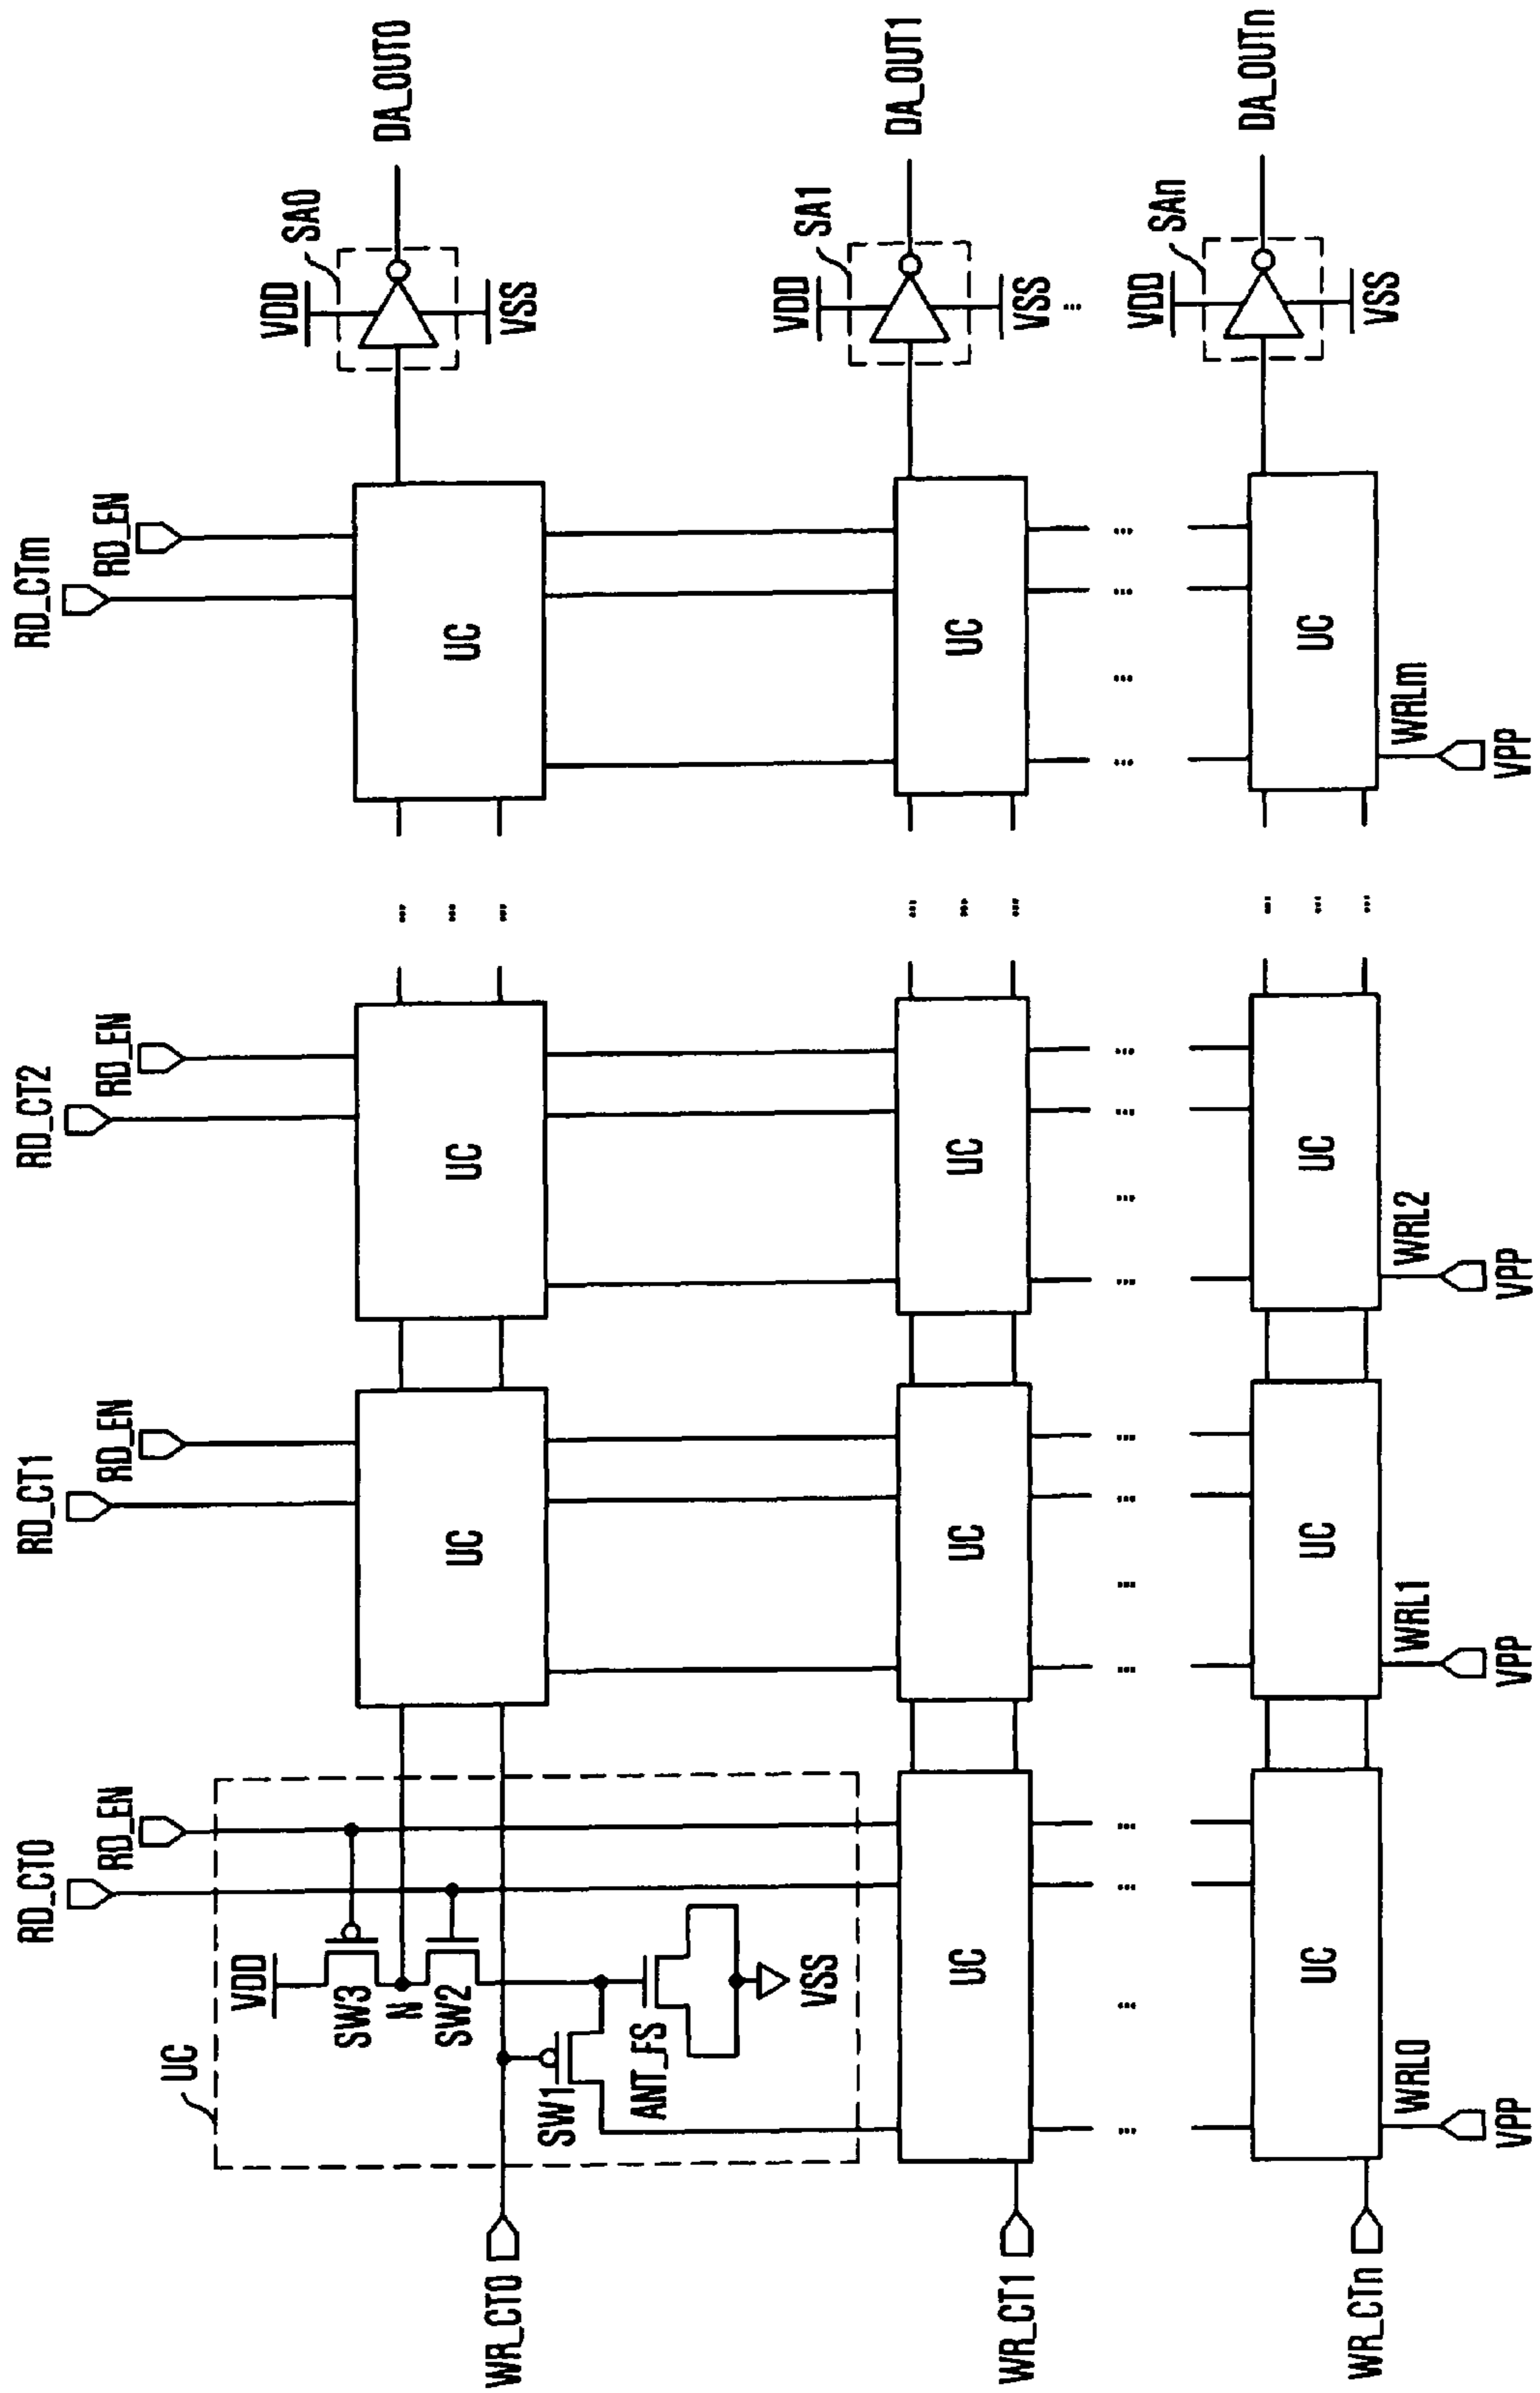 RD_CT0
RD_CT1
RD_CT2
RD_CTm
RD_EN
RD_EN
RD_EN
RD_EN
UC
VDD
SW3
N
SW2
SW1
ANT_FS
VSS
WR_CT0
UC
UC
UC
VDD
SA0
VSS
DA_OUT0
WR_CT1
UC
UC
UC
UC
VDD
SA1
VSS
...
DA_OUT1
WR_CTn
UC
UC
UC
UC
VDD
SAn
VSS
DA_OUTn
WRL0
WRL1
WRL2
WRLm
VPP
VPP
VPP
VPP